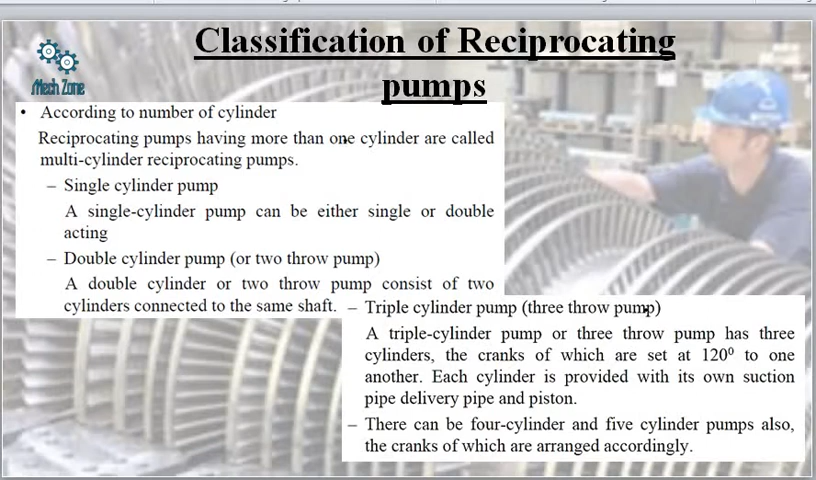 Classification of Reciprocating
pumps
Mech Zone
• According to number of cylinder
Reciprocating pumps having more than one cylinder are called
multi-cylinder reciprocating pumps.
– Single cylinder pump
A single-cylinder pump can be either single or double
acting
– Double cylinder pump (or two throw pump)
A double cylinder or two throw pump consist of two
cylinders connected to the same shaft.
– Triple cylinder pump (three throw pump)
A triple-cylinder pump or three throw pump has three
cylinders, the cranks of which are set at 120⁰ to one
another. Each cylinder is provided with its own suction
pipe delivery pipe and piston.
– There can be four-cylinder and five cylinder pumps also,
the cranks of which are arranged accordingly.